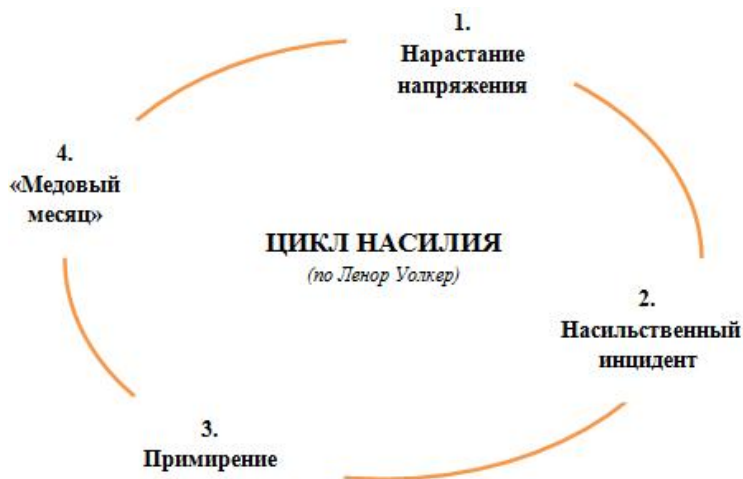 1.
Нарастание
напряжения
4.
«Медовый
месяц»
ЦИКЛ НАСИЛИЯ
(по Ленор Уолкер)
2.
Насильственный
инцидент
3.
Примирение